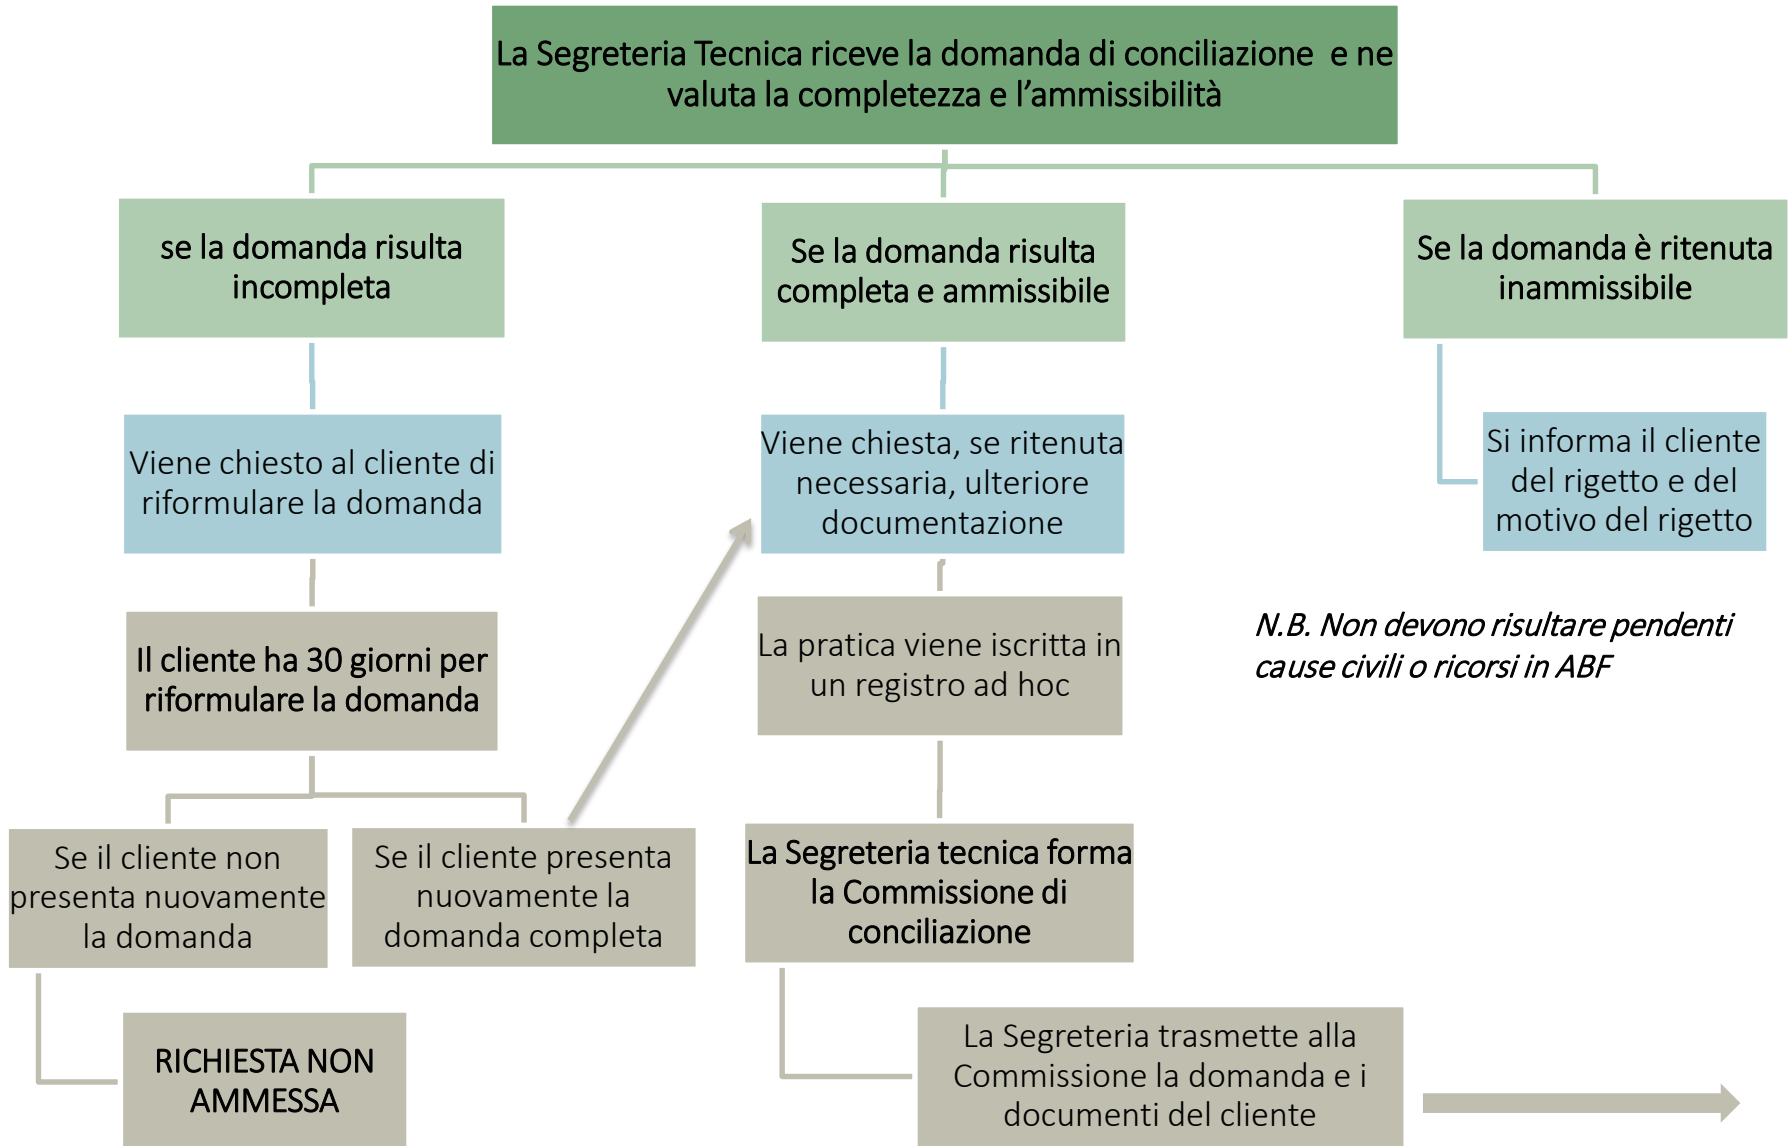 La Segreteria Tecnica riceve la domanda di conciliazione e ne
valuta la completezza e l’ammissibilità
se la domanda risulta
incompleta
Se la domanda risulta
completa e ammissibile
Se la domanda è ritenuta
inammissibile
Viene chiesto al cliente di
riformulare la domanda
Viene chiesta, se ritenuta
necessaria, ulteriore
documentazione
Si informa il cliente
del rigetto e del
motivo del rigetto
Il cliente ha 30 giorni per
riformulare la domanda
La pratica viene iscritta in
un registro ad hoc
N.B. Non devono risultare pendenti
cause civili o ricorsi in ABF
Se il cliente non
presenta nuovamente
la domanda
Se il cliente presenta
nuovamente la
domanda completa
La Segreteria tecnica forma
la Commissione di
conciliazione
RICHIESTA NON
AMMESSA
La Segreteria trasmette alla
Commissione la domanda e i
documenti del cliente